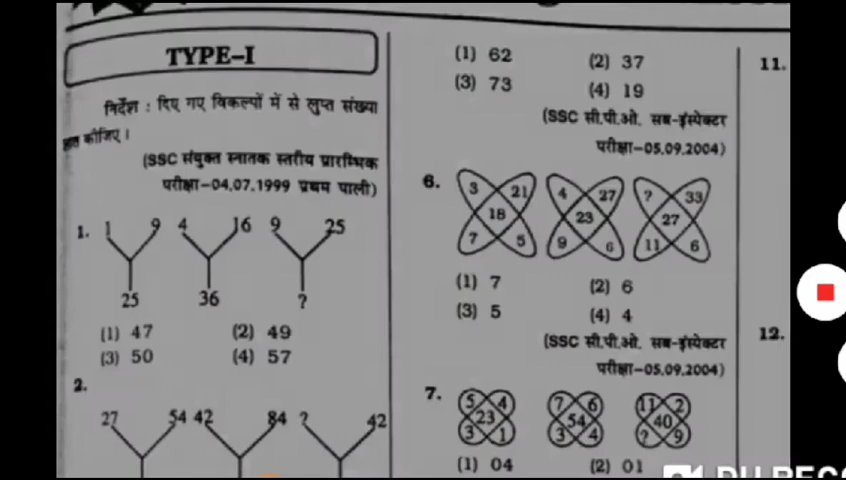 TYPE–I
निर्देश : दिए गए विकल्पों में से लुप्त संख्या
कीजिए।
(SSC संयुक्त स्नातक स्तरीय प्रारम्भिक
परीक्षा–04.07.1999 प्रथम पाली)
1. 1 9 4 16 9 25
25 36 ?
(1) 47 (2) 49
(3) 50 (4) 57
2.
27 54 42 84 ? 42
(1) 62 (2) 37
(3) 73 (4) 19
(SSC सी.पी.ओ. सब-इंस्पेक्टर
परीक्षा–05.09.2004)
6. 3 21 4 27 ? 33
18 23 27
7 5 9 6 11 6
(1) 7 (2) 6
(3) 5 (4) 4
(SSC सी.पी.ओ. सब-इंस्पेक्टर
परीक्षा–05.09.2004)
7. 5 4 7 6 11 2
23 54 40
3 1 3 4 ? 9
(1) 04 (2) 01
11.
12.